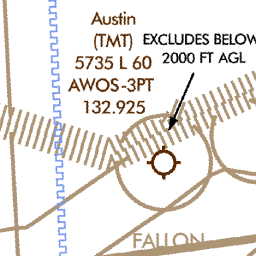 Austin
(TMT)
5735 L 60
AWOS-3PT
132.925
EXCLUDES BELOW
2000 FT AGL
FALLON